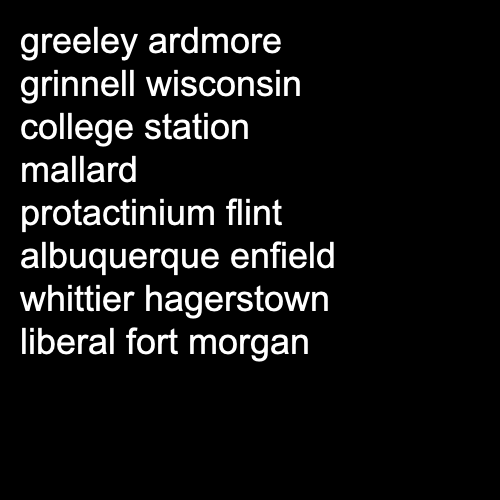 greeley ardmore
grinnell wisconsin
college station
mallard
protactinium flint
albuquerque enfield
whittier hagerstown
liberal fort morgan